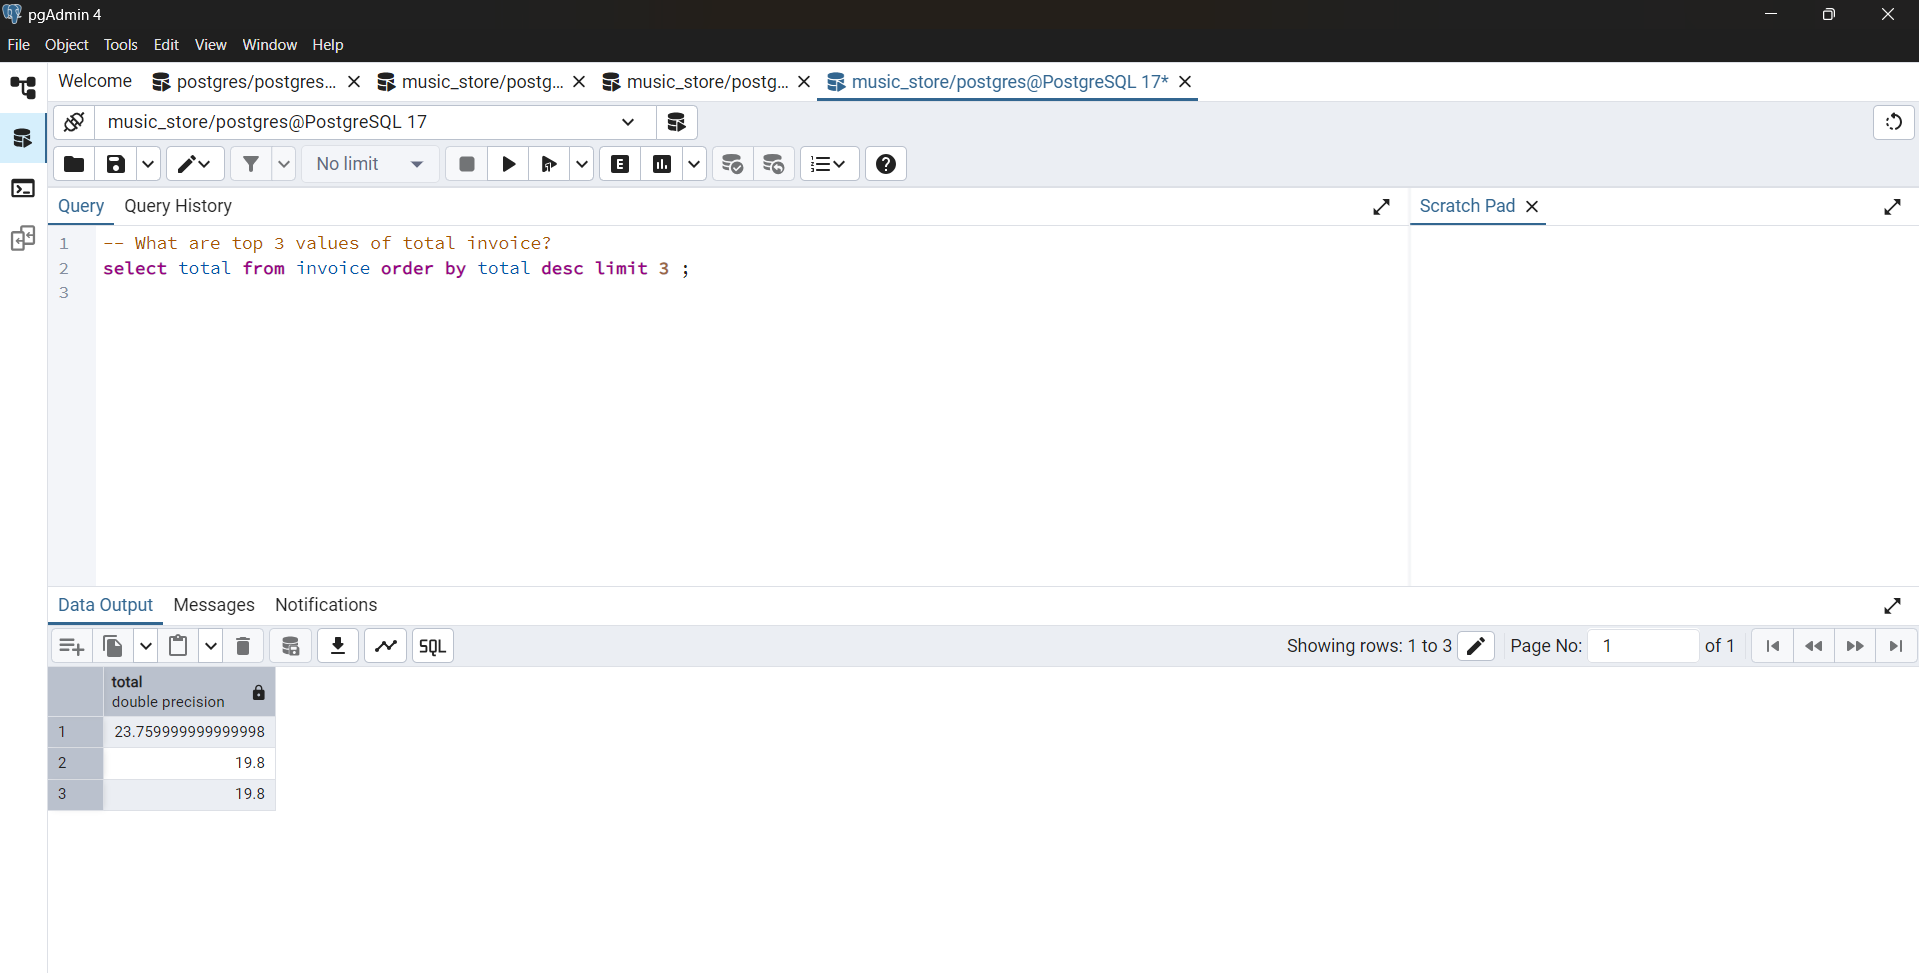 pgAdmin 4
File Object Tools Edit View Window Help
Welcome postgres/postgres... music_store/postg... music_store/postg... music_store/postgres@PostgreSQL 17*
music_store/postgres@PostgreSQL 17
No limit E
Query Query History Scratch Pad
1 -- What are top 3 values of total invoice?
2 select total from invoice order by total desc limit 3 ;
3
Data Output Messages Notifications
SQL Showing rows: 1 to 3 Page No: 1 of 1
total
double precision
1 23.759999999999998
2 19.8
3 19.8